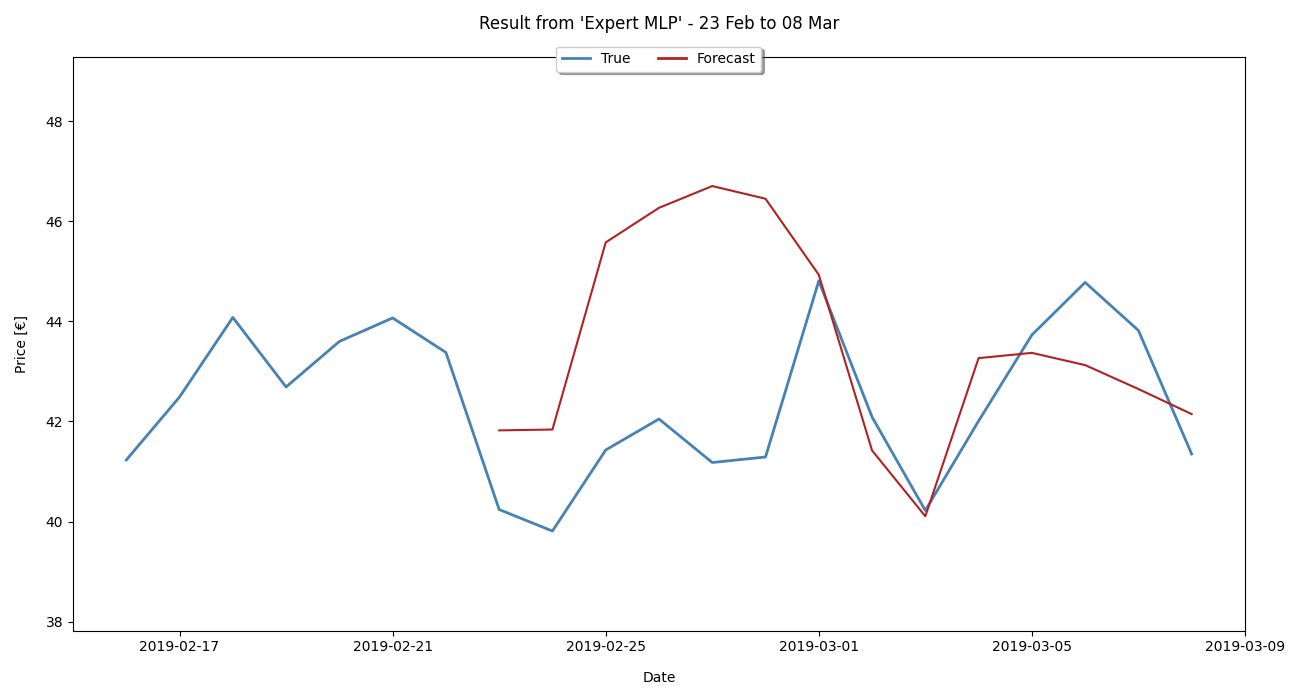 Result from 'Expert MLP' - 23 Feb to 08 Mar
True Forecast
48
46
44
42
40
38
Price [€]
2019-02-17 2019-02-21 2019-02-25 2019-03-01 2019-03-05 2019-03-09
Date